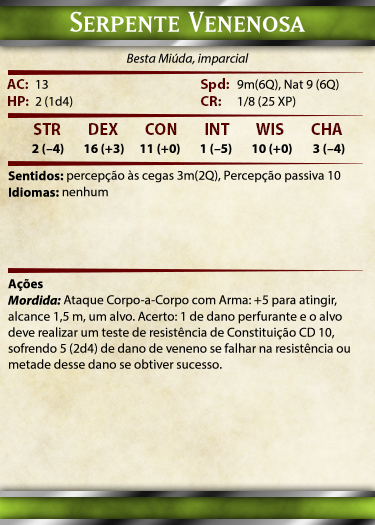 Serpente Venenosa
Besta Miúda, imparcial
AC: 13 Spd: 9m(6Q), Nat 9 (6Q)
HP: 2 (1d4) CR: 1/8 (25 XP)
STR DEX CON INT WIS CHA
2 (–4) 16 (+3) 11 (+0) 1 (–5) 10 (+0) 3 (–4)
Sentidos: percepção às cegas 3m(2Q), Percepção passiva 10
Idiomas: nenhum
Ações
Mordida: Ataque Corpo-a-Corpo com Arma: +5 para atingir,
alcance 1,5 m, um alvo. Acerto: 1 de dano perfurante e o alvo
deve realizar um teste de resistência de Constituição CD 10,
sofrendo 5 (2d4) de dano de veneno se falhar na resistência ou
metade desse dano se obtiver sucesso.